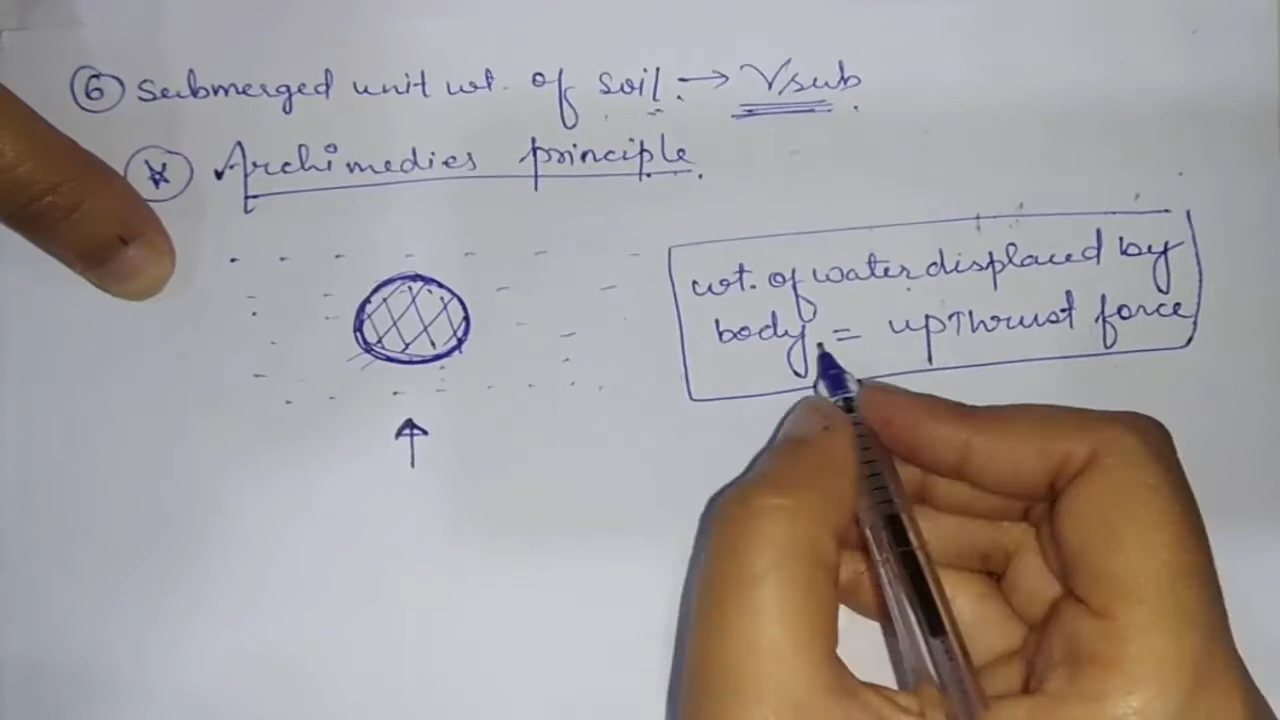 6 Submerged unit wt. of soil. → γsub.
Archimedies principle.
wt. of water displaced by
body = upthrust force